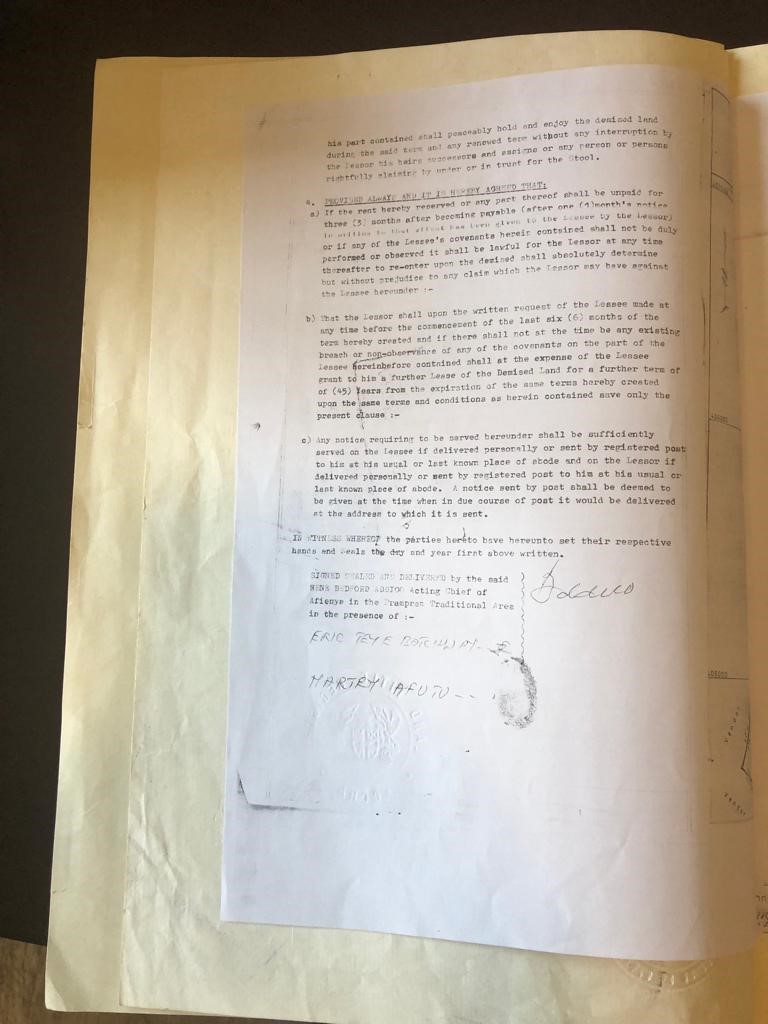 his part contained shall peaceably hold and enjoy the demised land
during the said term and any renewed term without any interruption by
the Lessor his heirs successors and assigns or any person or persons
rightfully claiming by under or in trust for the Stool.
4. PROVIDED ALWAYS AND IT IS HEREBY AGREED THAT:
a) If the rent hereby reserved or any part thereof shall be unpaid for
three (3) months after becoming payable (after one (1)month's notice
in writing to that effect has been given to the Lessee by the Lessor)
or if any of the Lessee's covenants herein contained shall not be duly
performed or observed it shall be lawful for the Lessor at any time
thereafter to re-enter upon the demised shall absolutely determine
but without prejudice to any claim which the Lessor may have against
the Lessee hereunder :-
b) That the Lessor shall upon the written request of the Lessee made at
any time before the commencement of the last six (6) months of the
term hereby created and if there shall not at the time be any existing
breach or non-observance of any of the covenants on the part of the
Lessee hereinbefore contained shall at the expense of the Lessee
grant to him a further Lease of the Demised Land for a further term of
of (45) Years from the expiration of the same terms hereby created
upon the same terms and conditions as herein contained save only the
present clause :-
c) Any notice requiring to be served hereunder shall be sufficiently
served on the Lessee if delivered personally or sent by registered post
to him at his usual or last known place of abode and on the Lessor if
delivered personally or sent by registered post to him at his usual or
last known place of abode. A notice sent by post shall be deemed to
be given at the time when in due course of post it would be delivered
at the address to which it is sent.
IN WITNESS WHEREOF the parties hereto have hereunto set their respective
hands and seals the day and year first above written.
SIGNED SEALED AND DELIVERED by the said
NENE BEDFORD ADDICO Acting Chief of
Afienya in the Prampram Traditional Area
in the presence of :-
ERIC TEYE
AFUTU